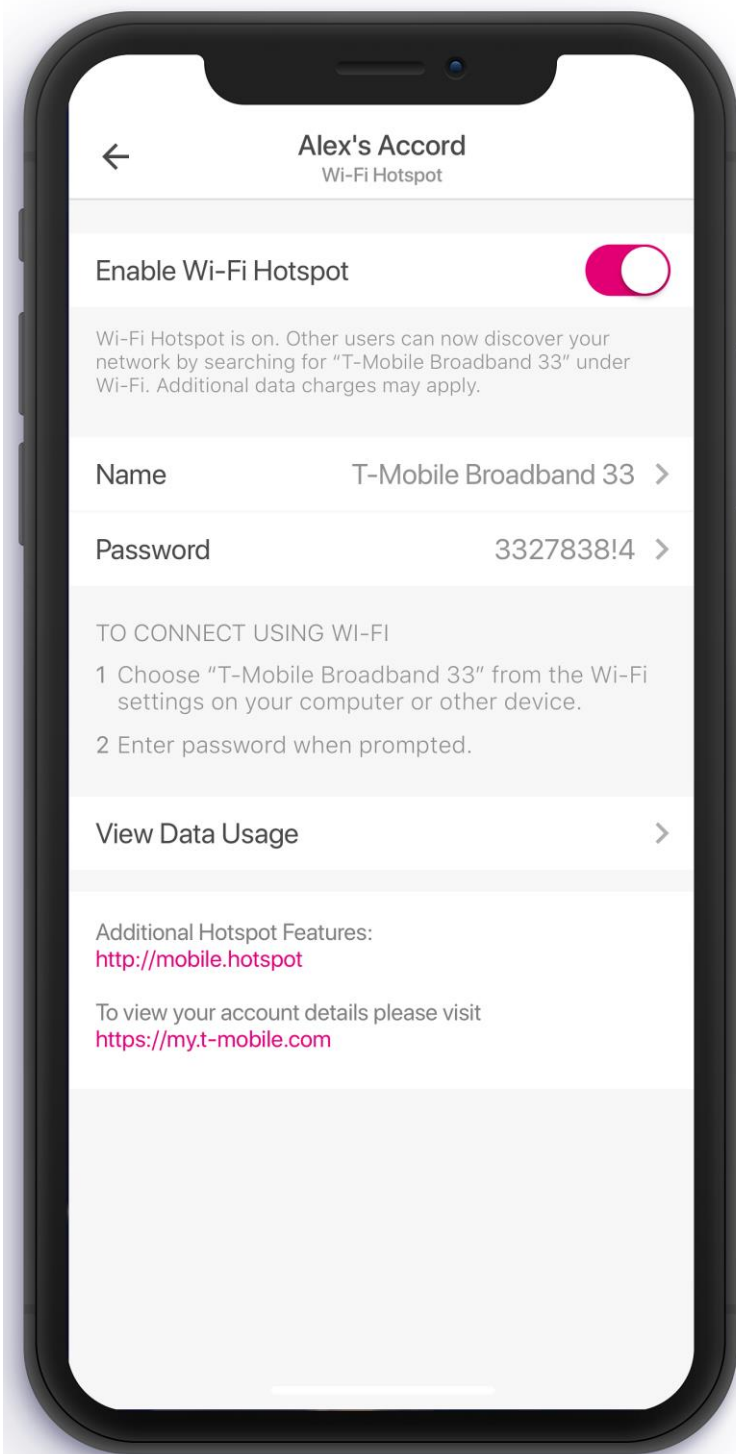 Alex's Accord
Wi-Fi Hotspot
Enable Wi-Fi Hotspot
Wi-Fi Hotspot is on. Other users can now discover your
network by searching for “T-Mobile Broadband 33” under
Wi-Fi. Additional data charges may apply.
Name T-Mobile Broadband 33
Password 3327838!4
TO CONNECT USING WI-FI
1 Choose “T-Mobile Broadband 33” from the Wi-Fi
settings on your computer or other device.
2 Enter password when prompted.
View Data Usage
Additional Hotspot Features:
http://mobile.hotspot
To view your account details please visit
https://my.t-mobile.com